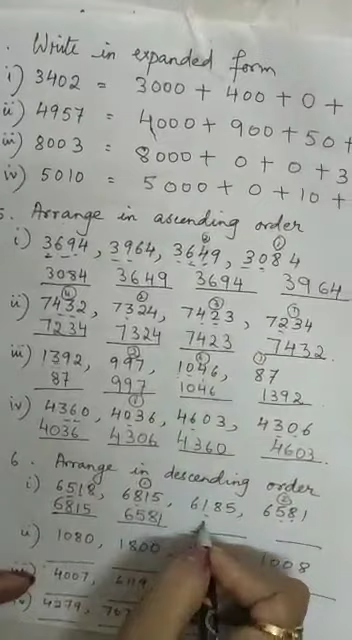 . Write in expanded form
i) 3402 = 3000 + 400 + 0 +
ii) 4957 = 4000 + 900 + 50 +
iii) 8003 = 8000 + 0 + 0 + 3
iv) 5010 = 5000 + 0 + 10 +
5. Arrange in ascending order
i) 3694, 3964, 3649, 3084
3084 3649 3694 3964
ii) 7432, 7324, 7423, 7234
7234 7324 7423 7432.
iii) 1392, 997, 1046, 87
87 997 1046 1392
iv) 4360, 4036, 4603, 4306
4036 4306 4360 4603.
6. Arrange in descending order
i) 6518, 6815, 6185, 6581
6815 6581
ii) 1080, 1800, 1008
4007,
iv) 4279,